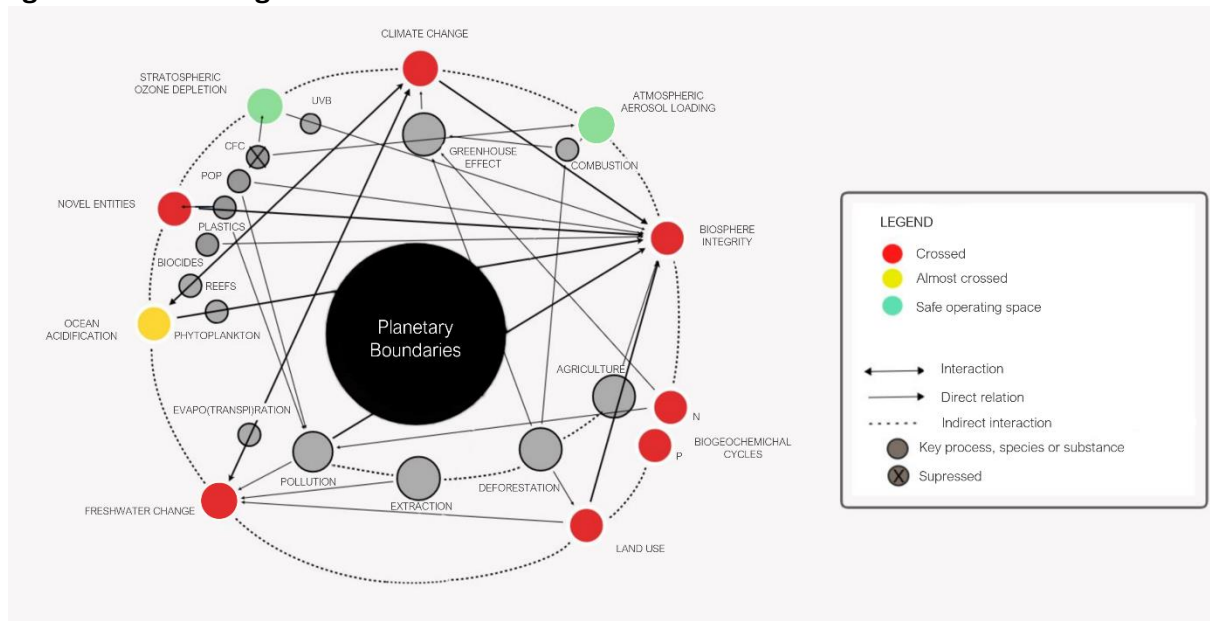 CLIMATE CHANGE
STRATOSPHERIC
OZONE DEPLETION
UVB
ATMOSPHERIC
AEROSOL LOADING
CFC
GREENHOUSE
EFFECT
COMBUSTION
POP
NOVEL ENTITIES
PLASTICS
BIOSPHERE
INTEGRITY
BIOCIDES
REEFS
OCEAN
ACIDIFICATION
PHYTOPLANKTON
Planetary
Boundaries
AGRICULTURE
EVAPO(TRANSPI)RATION
N
BIOGEOCHEMICHAL
CYCLES
P
POLLUTION
DEFORESTATION
EXTRACTION
FRESHWATER CHANGE
LAND USE
LEGEND
Crossed
Almost crossed
Safe operating space
Interaction
Direct relation
Indirect interaction
Key process, species or substance
X
Supressed